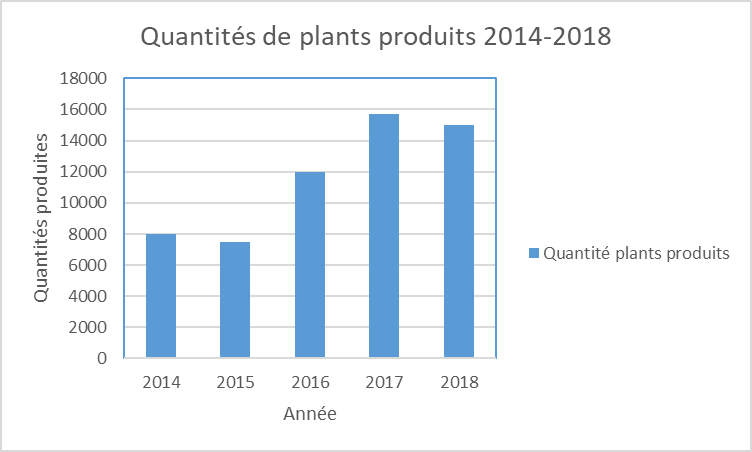 Quantités de plants produits 2014-2018
Quantités produites
18000
16000
14000
12000
10000
8000
6000
4000
2000
0
2014 2015 2016 2017 2018
Année
Quantité plants produits